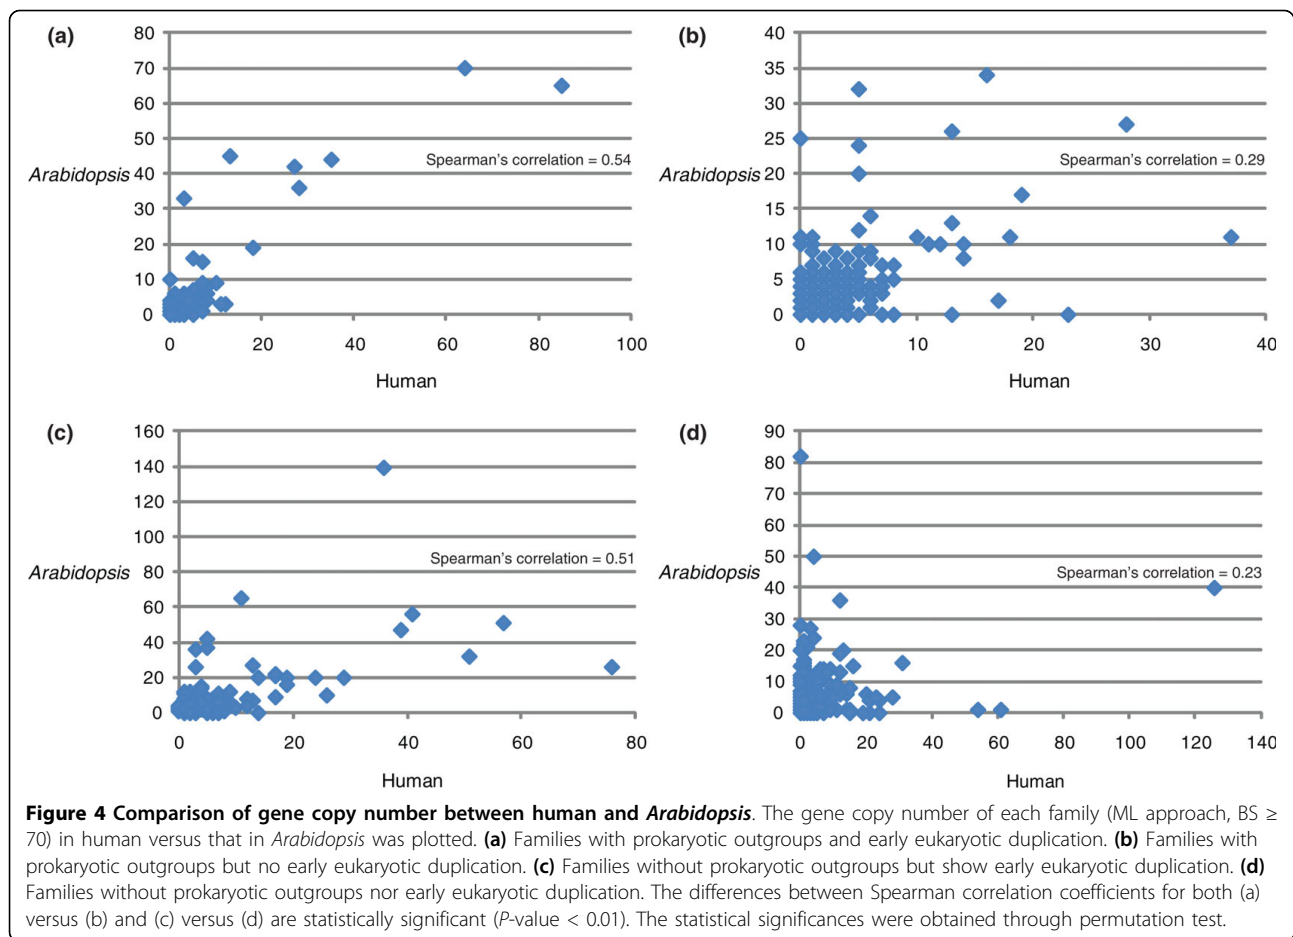 (a)
80
70
60
50
40
30
20
10
0
Arabidopsis
Spearman's correlation = 0.54
0 20 40 60 80 100
Human
(b)
40
35
30
25
20
15
10
5
0
Arabidopsis
Spearman's correlation = 0.29
0 10 20 30 40
Human
(c)
160
140
120
100
80
60
40
20
0
Arabidopsis
Spearman's correlation = 0.51
0 20 40 60 80
Human
(d)
90
80
70
60
50
40
30
20
10
0
Arabidopsis
Spearman's correlation = 0.23
0 20 40 60 80 100 120 140
Human
Figure 4 Comparison of gene copy number between human and Arabidopsis. The gene copy number of each family (ML approach, BS ≥
70) in human versus that in Arabidopsis was plotted. (a) Families with prokaryotic outgroups and early eukaryotic duplication. (b) Families with
prokaryotic outgroups but no early eukaryotic duplication. (c) Families without prokaryotic outgroups but show early eukaryotic duplication. (d)
Families without prokaryotic outgroups nor early eukaryotic duplication. The differences between Spearman correlation coefficients for both (a)
versus (b) and (c) versus (d) are statistically significant (P-value < 0.01). The statistical significances were obtained through permutation test.